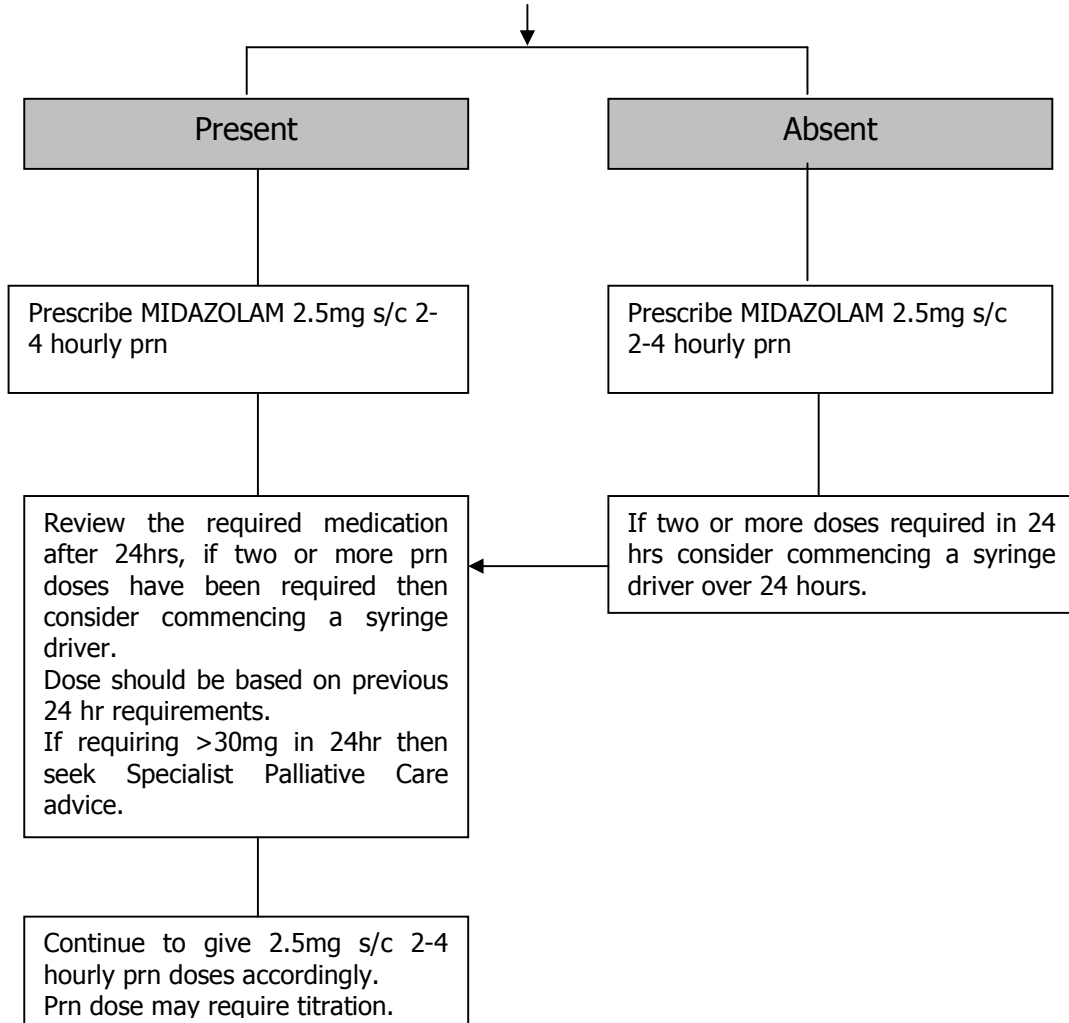 Present
Absent
Prescribe MIDAZOLAM 2.5mg s/c 2-
4 hourly prn
Prescribe MIDAZOLAM 2.5mg s/c
2-4 hourly prn
Review the required medication
after 24hrs, if two or more prn
doses have been required then
consider commencing a syringe
driver.
Dose should be based on previous
24 hr requirements.
If requiring >30mg in 24hr then
seek Specialist Palliative Care
advice.
If two or more doses required in 24
hrs consider commencing a syringe
driver over 24 hours.
Continue to give 2.5mg s/c 2-4
hourly prn doses accordingly.
Prn dose may require titration.